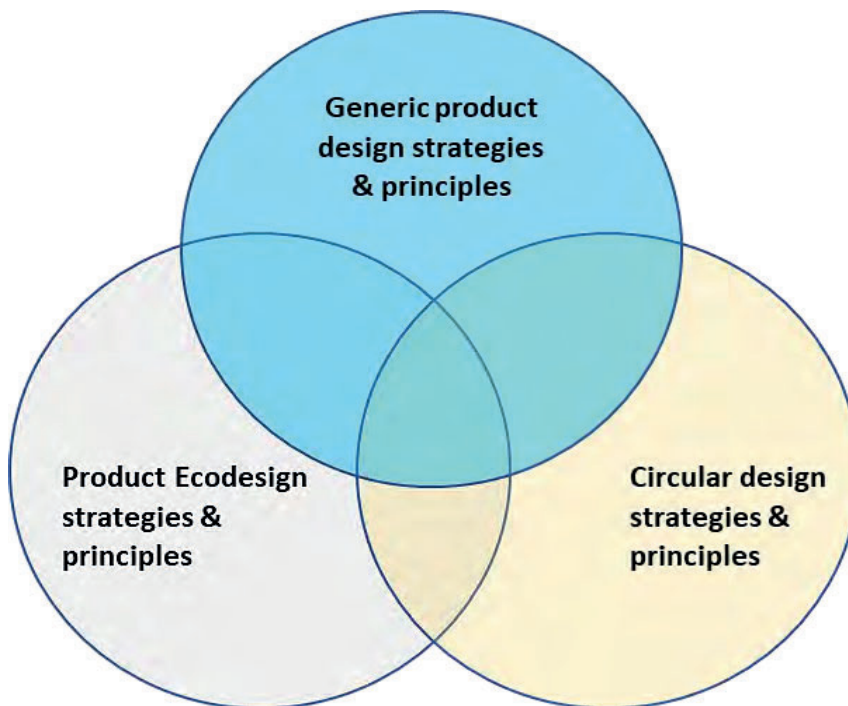 Generic product
design strategies
& principles
Product Ecodesign
strategies &
principles
Circular design
strategies &
principles